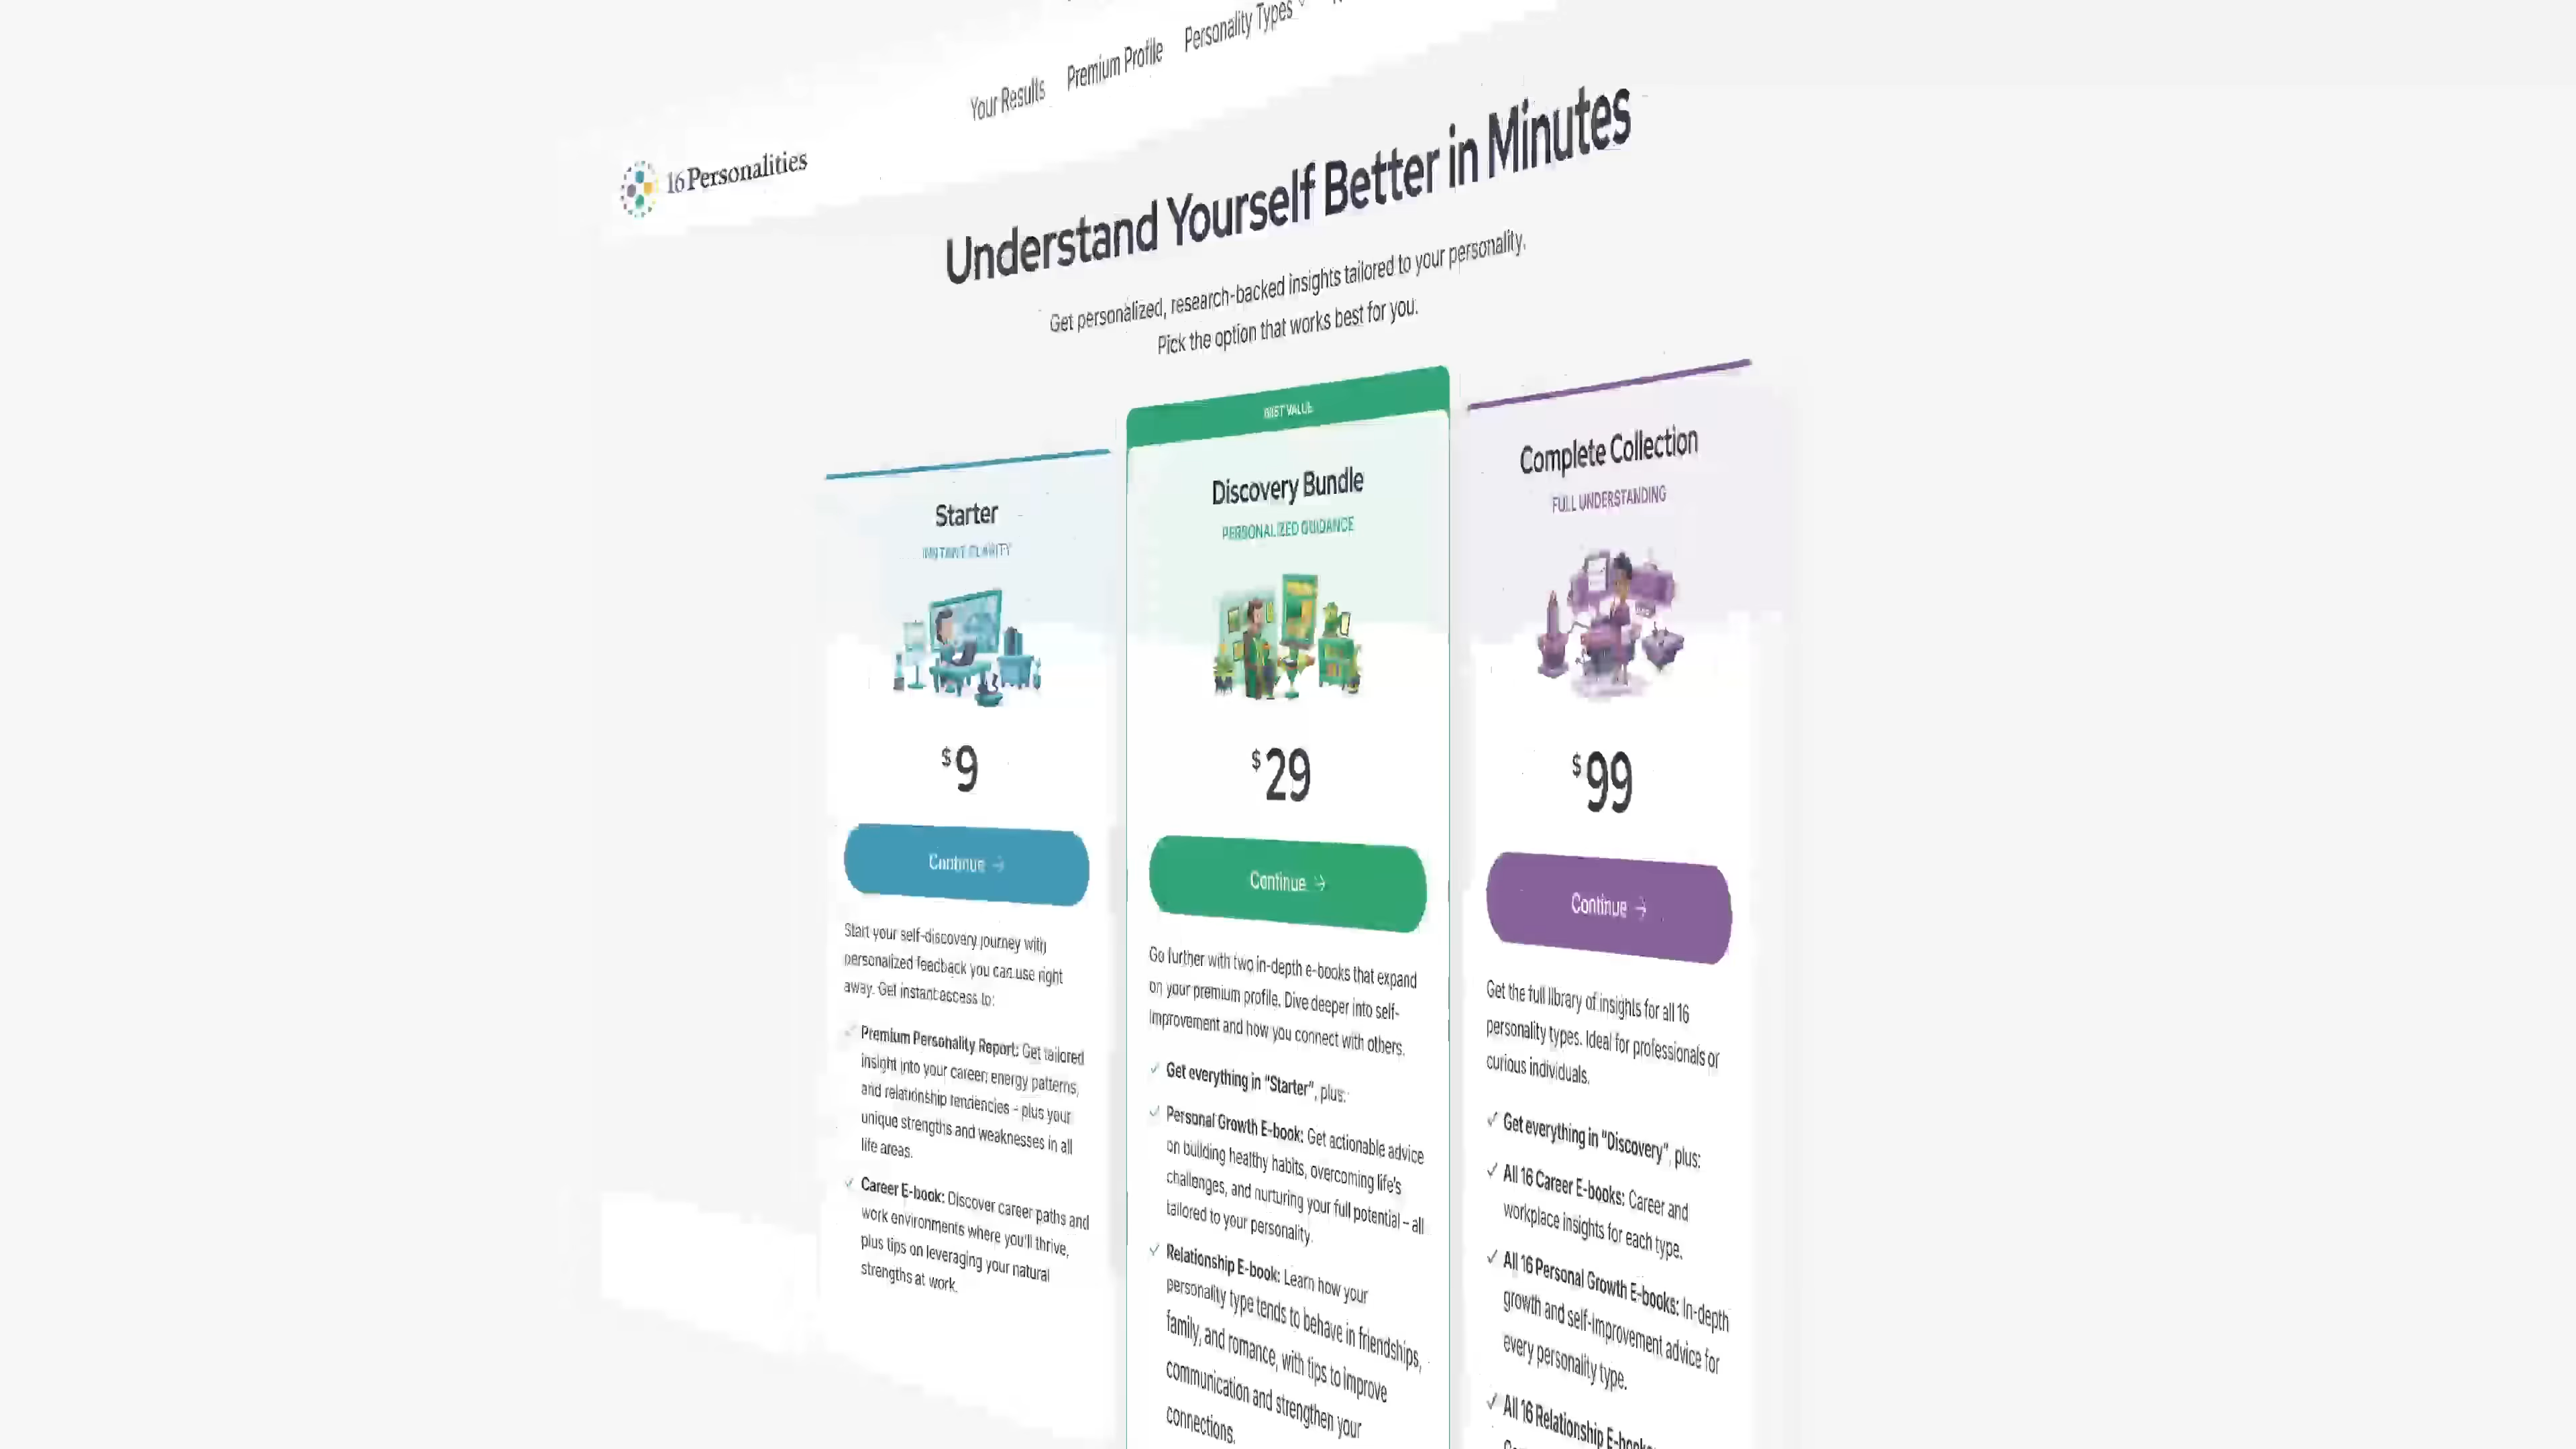 Your Results
Premium Profile
Personality Types
16Personalities
Understand Yourself Better in Minutes
Get personalized, research-backed insights tailored to your personality.
Pick the option that works best for you.
Starter
INSTANT CLARITY
$9
Continue →
Start your self-discovery journey with
personalized feedback you can use right
away. Get instant access to:
✓ Premium Personality Report: Get tailored
insight into your career, energy patterns,
and relationship tendencies – plus your
unique strengths and weaknesses in all
life areas.
✓ Career E-book: Discover career paths and
work environments where you'll thrive,
plus tips on leveraging your natural
strengths at work.
BEST VALUE
Discovery Bundle
PERSONALIZED GUIDANCE
$29
Continue →
Go further with two in-depth e-books that expand
on your premium profile. Dive deeper into self-
improvement and how you connect with others.
✓ Get everything in "Starter", plus:
✓ Personal Growth E-book: Get actionable advice
on building healthy habits, overcoming life's
challenges, and nurturing your full potential – all
tailored to your personality.
✓ Relationship E-book: Learn how your
personality type tends to behave in friendships,
family, and romance, with tips to improve
communication and strengthen your
connections.
Complete Collection
FULL UNDERSTANDING
$99
Continue →
Get the full library of insights for all 16
personality types. Ideal for professionals or
curious individuals.
✓ Get everything in "Discovery", plus:
✓ All 16 Career E-books: Career and
workplace insights for each type.
✓ All 16 Personal Growth E-books: In-depth
growth and self-improvement advice for
every personality type.
✓ All 16 Relationship